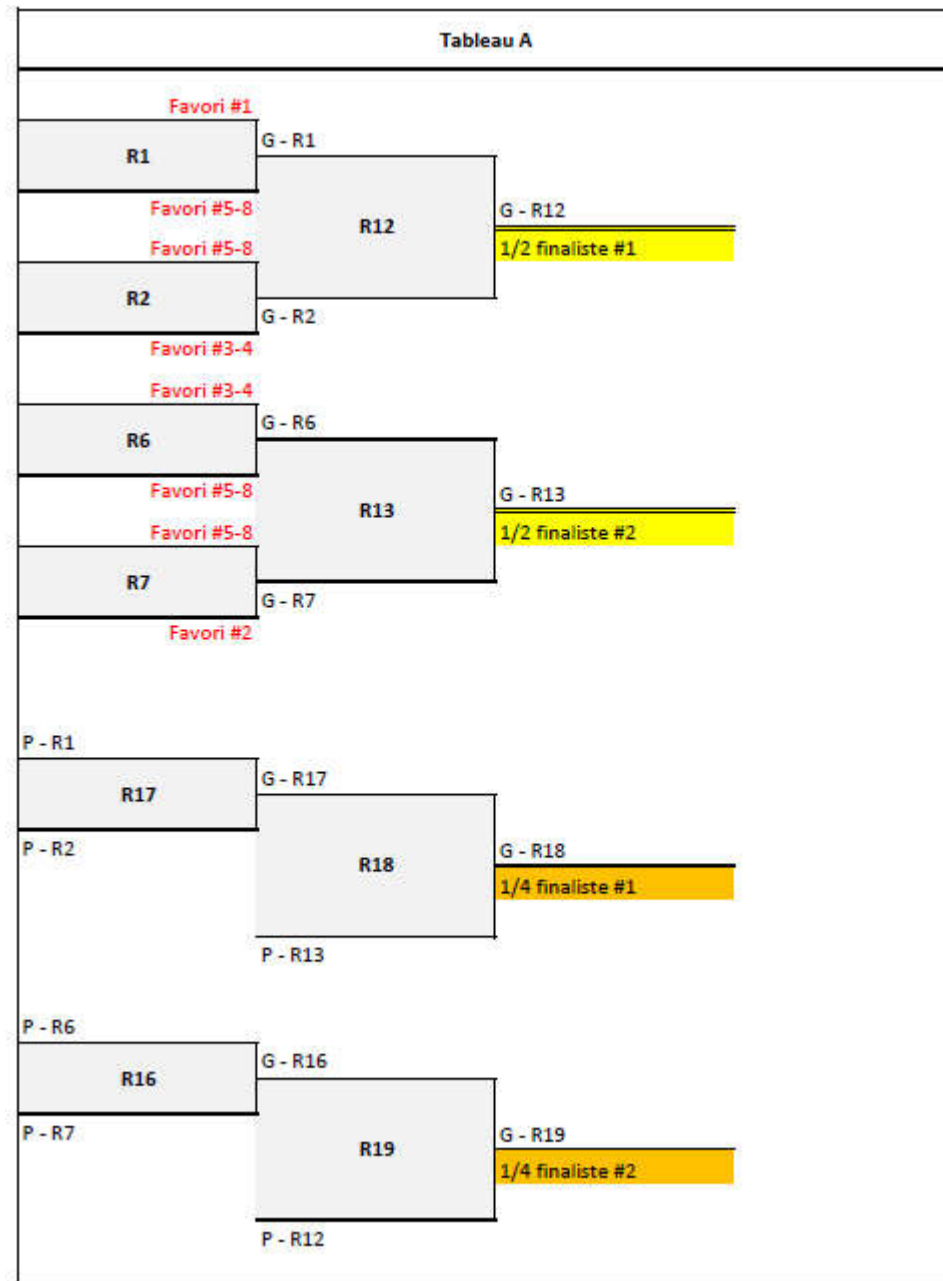 Tableau A
Favori #1
G - R1
R1
Favori #5-8
G - R12
R12
Favori #5-8
1/2 finaliste #1
R2
G - R2
Favori #3-4
Favori #3-4
G - R6
R6
Favori #5-8
G - R13
R13
Favori #5-8
1/2 finaliste #2
R7
G - R7
Favori #2
P - R1
G - R17
R17
P - R2
G - R18
R18
1/4 finaliste #1
P - R13
P - R6
G - R16
R16
P - R7
G - R19
R19
1/4 finaliste #2
P - R12